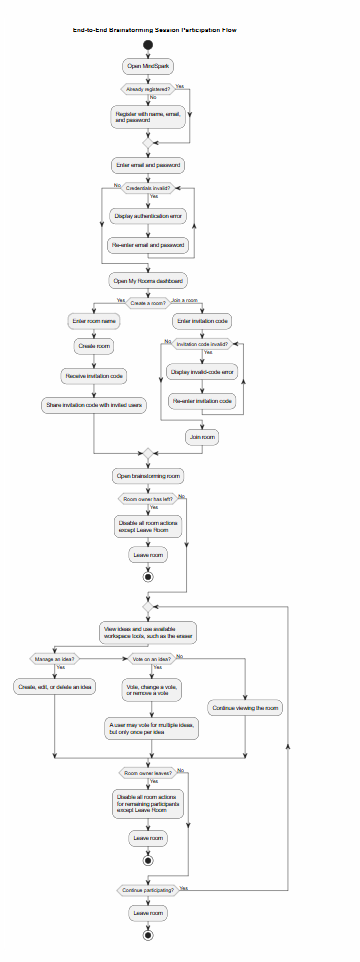 End-to-End Brainstorming Session Participation Flow
Open MindSpark
Already registered?
Yes
No
Register with name, email,
and password
Enter email and password
No
Credentials invalid?
Yes
Display authentication error
Re-enter email and password
Open My Rooms dashboard
Yes
Create a room?
Join a room
Enter room name
Enter invitation code
Create room
No
Invitation code invalid?
Yes
Receive invitation code
Display invalid-code error
Share invitation code with invited users
Re-enter invitation code
Join room
Open brainstorming room
Room owner has left?
No
Yes
Disable all room actions
except Leave Room
Leave room
View ideas and use available
workspace tools, such as the eraser
Manage an idea?
Vote on an idea?
No
Yes
Yes
Create, edit, or delete an idea
Vote, change a vote,
or remove a vote
Continue viewing the room
A user may vote for multiple ideas,
but only once per idea
Room owner leaves?
No
Yes
Disable all room actions
for remaining participants
except Leave Room
Leave room
Continue participating?
Yes
Leave room